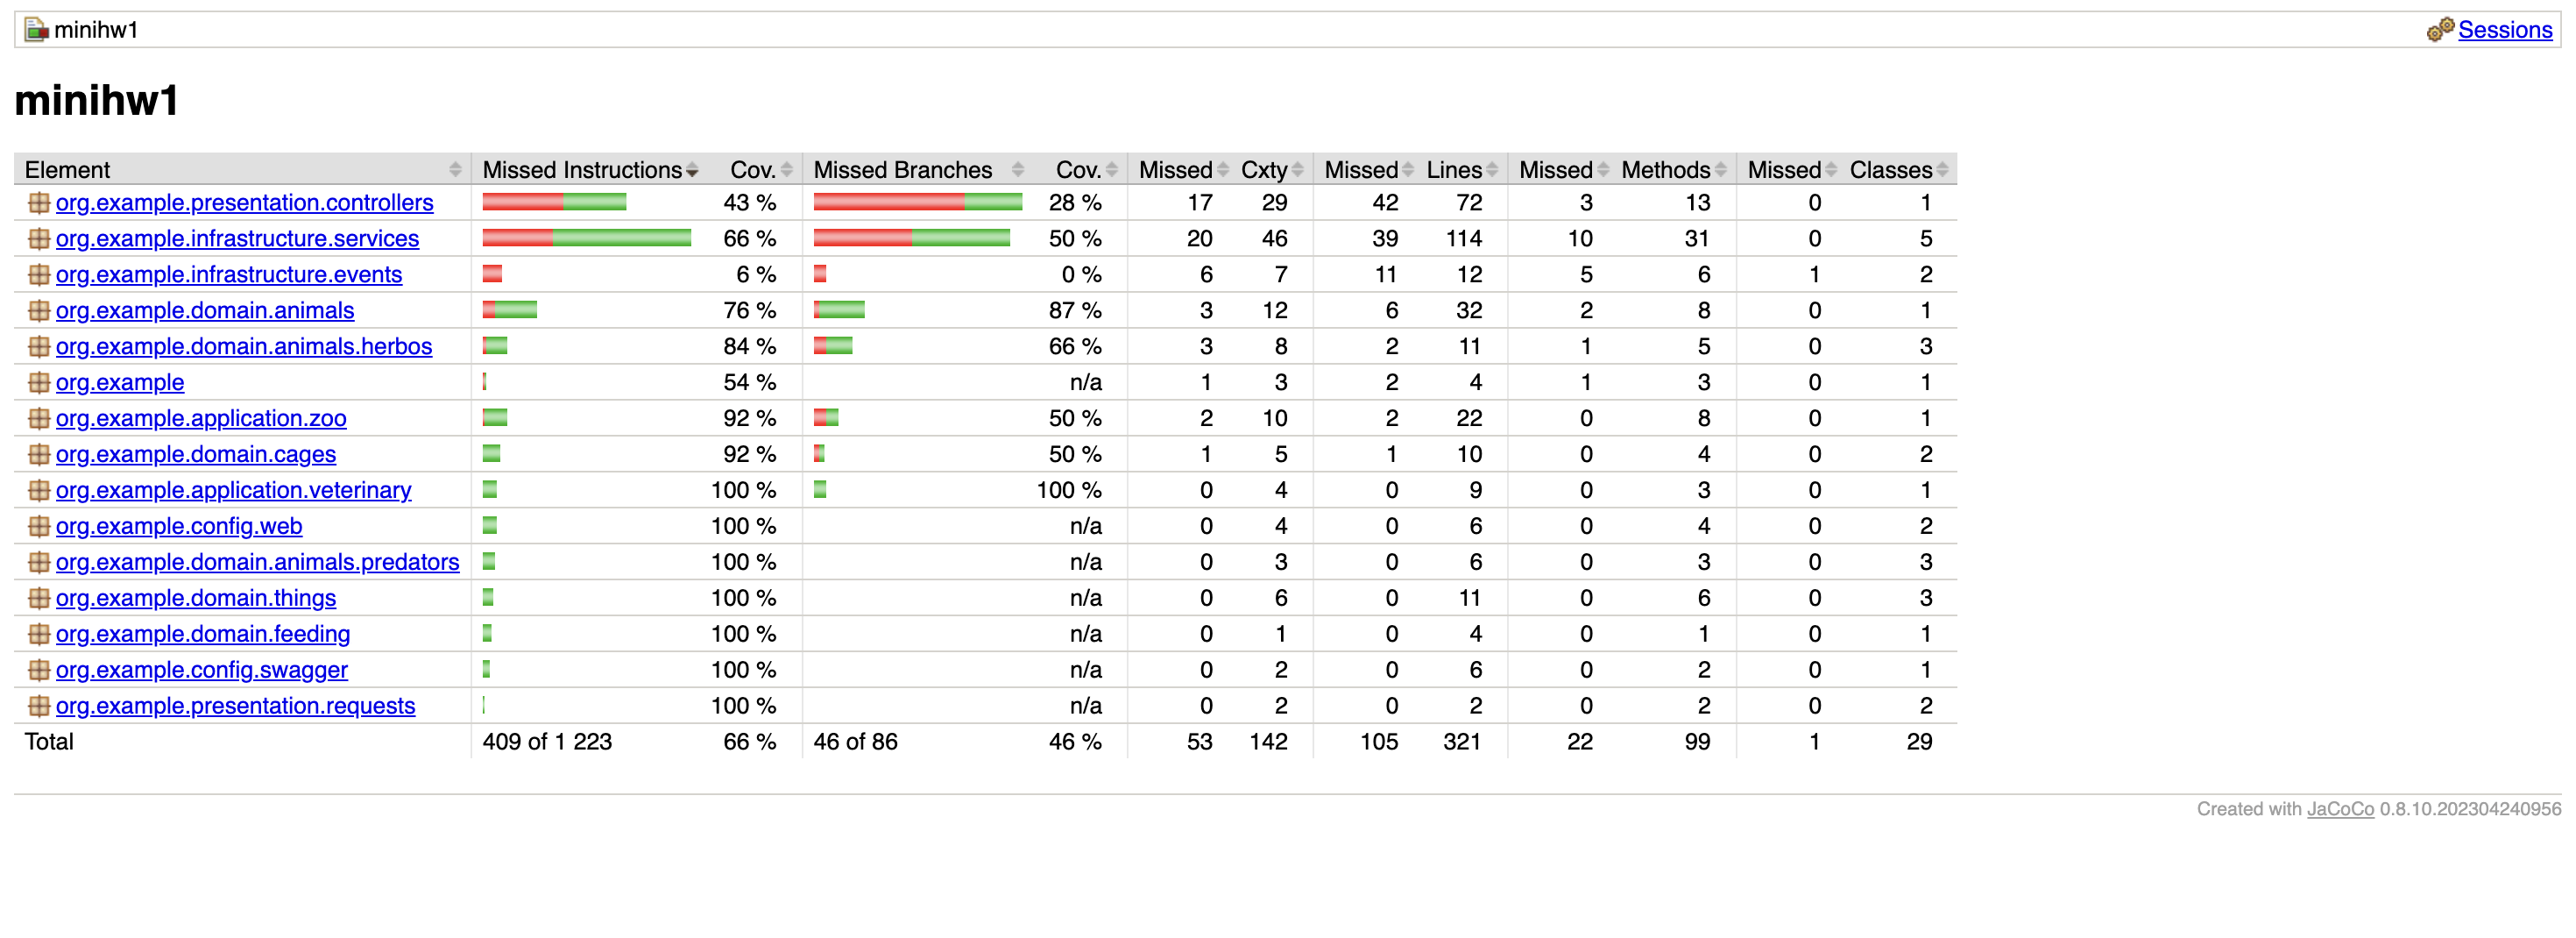 minihw1 Sessions
minihw1
Element Missed Instructions Cov. Missed Branches Cov. Missed Cxty Missed Lines Missed Methods Missed Classes
org.example.presentation.controllers 43 % 28 % 17 29 42 72 3 13 0 1
org.example.infrastructure.services 66 % 50 % 20 46 39 114 10 31 0 5
org.example.infrastructure.events 6 % 0 % 6 7 11 12 5 6 1 2
org.example.domain.animals 76 % 87 % 3 12 6 32 2 8 0 1
org.example.domain.animals.herbos 84 % 66 % 3 8 2 11 1 5 0 3
org.example 54 % n/a 1 3 2 4 1 3 0 1
org.example.application.zoo 92 % 50 % 2 10 2 22 0 8 0 1
org.example.domain.cages 92 % 50 % 1 5 1 10 0 4 0 2
org.example.application.veterinary 100 % 100 % 0 4 0 9 0 3 0 1
org.example.config.web 100 % n/a 0 4 0 6 0 4 0 2
org.example.domain.animals.predators 100 % n/a 0 3 0 6 0 3 0 3
org.example.domain.things 100 % n/a 0 6 0 11 0 6 0 3
org.example.domain.feeding 100 % n/a 0 1 0 4 0 1 0 1
org.example.config.swagger 100 % n/a 0 2 0 6 0 2 0 1
org.example.presentation.requests 100 % n/a 0 2 0 2 0 2 0 2
Total 409 of 1 223 66 % 46 of 86 46 % 53 142 105 321 22 99 1 29
Created with JaCoCo 0.8.10.202304240956